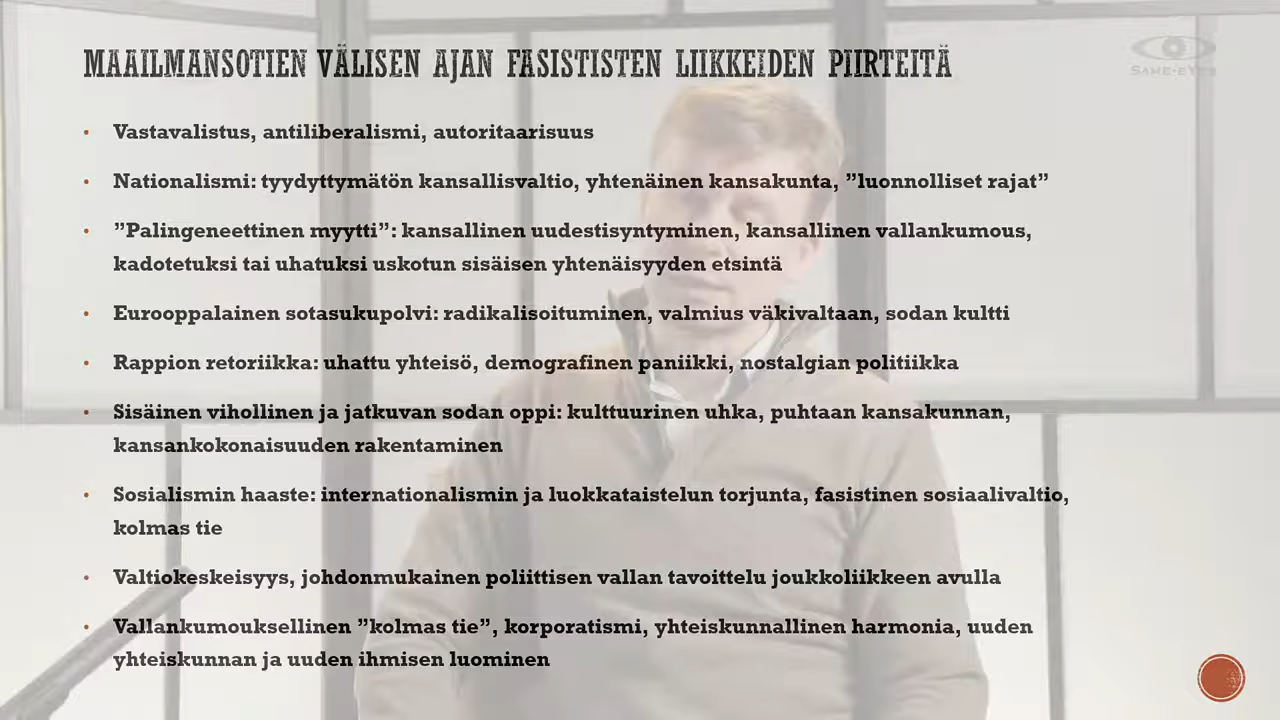 MAAILMANSOTIEN VÄLISEN AJAN FASISTISTEN LIIKKEIDEN PIIRTEITÄ
SAME-EYES
• Vastavalistus, antiliberalismi, autoritaarisuus
• Nationalismi: tyydyttymätön kansallisvaltio, yhtenäinen kansakunta, ”luonnolliset rajat”
• ”Palingeneettinen myytti”: kansallinen uudestisyntyminen, kansallinen vallankumous,
kadotetuksi tai uhatuksi uskotun sisäisen yhtenäisyyden etsintä
• Eurooppalainen sotasukupolvi: radikalisoituminen, valmius väkivaltaan, sodan kultti
• Rappion retoriikka: uhattu yhteisö, demografinen paniikki, nostalgian politiikka
• Sisäinen vihollinen ja jatkuvan sodan oppi: kulttuurinen uhka, puhtaan kansakunnan,
kansankokonaisuuden rakentaminen
• Sosialismin haaste: internationalismin ja luokkataistelun torjunta, fasistinen sosiaalivaltio,
kolmas tie
• Valtiokeskeisyys, johdonmukainen poliittisen vallan tavoittelu joukkoliikkeen avulla
• Vallankumouksellinen ”kolmas tie”, korporatismi, yhteiskunnallinen harmonia, uuden
yhteiskunnan ja uuden ihmisen luominen